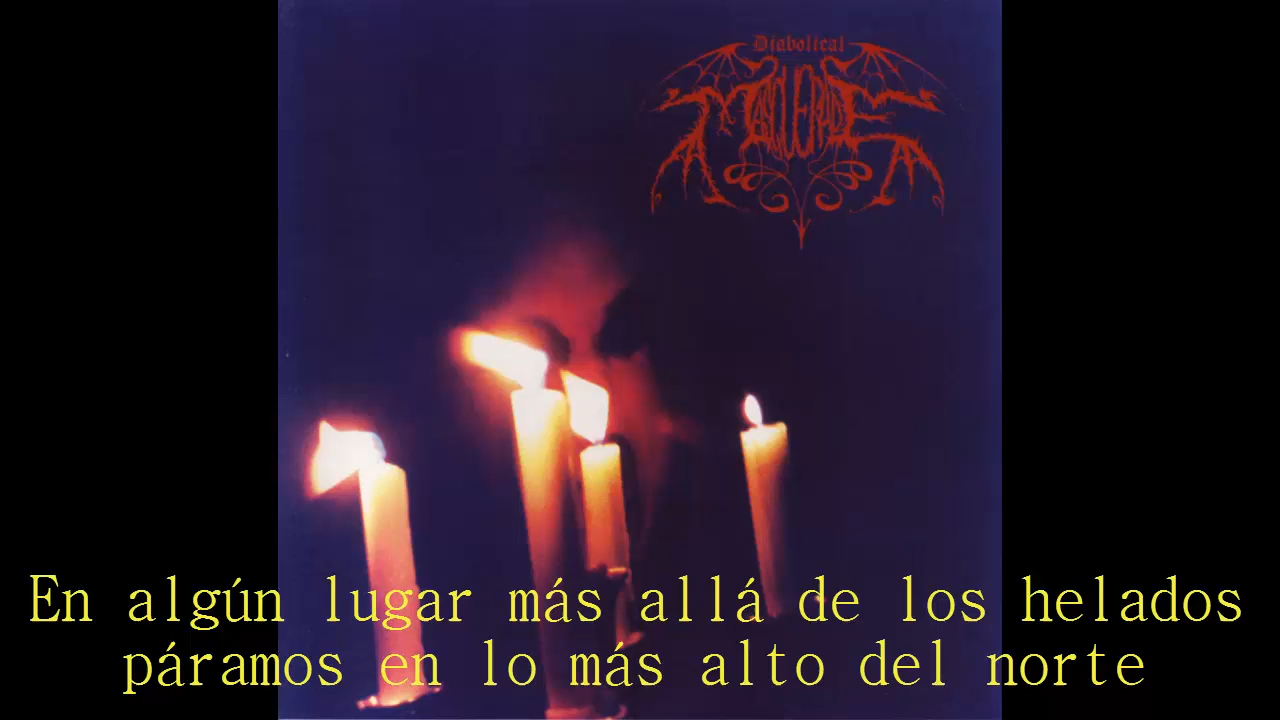 Diabolical
MASQUERADE
En algún lugar más allá de los helados
páramos en lo más alto del norte